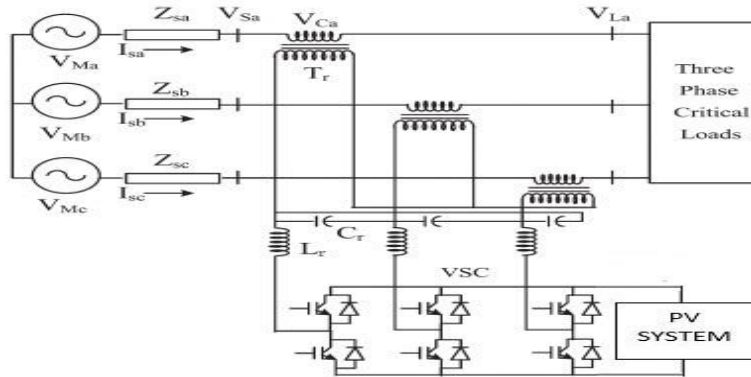 Z_sa
V_Sa
V_Ca
V_La
I_sa
V_Ma
T_r
Three
Phase
Critical
Loads
Z_sb
I_sb
V_Mb
Z_sc
I_sc
V_Mc
L_r
C_r
VSC
PV
SYSTEM